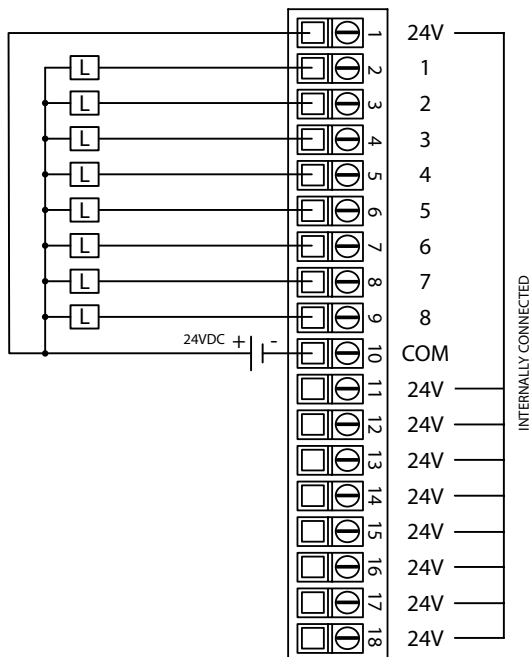 1 24V
L 2 1
L 3 2
L 4 3
L 5 4
L 6 5
L 7 6
L 8 7
L 9 8
24VDC + - 10 COM
11 24V
12 24V
13 24V
14 24V
15 24V
16 24V
17 24V
18 24V
INTERNALLY CONNECTED